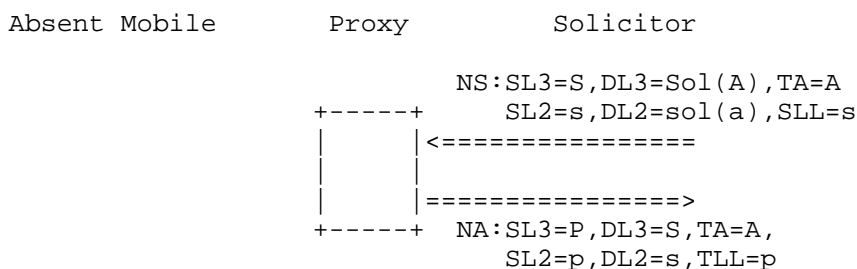 Absent Mobile Proxy Solicitor
NS:SL3=S,DL3=Sol(A),TA=A
+-----+ SL2=s,DL2=sol(a),SLL=s
| |<================
| |
| |================>
+-----+ NA:SL3=P,DL3=S,TA=A,
SL2=p,DL2=s,TLL=p